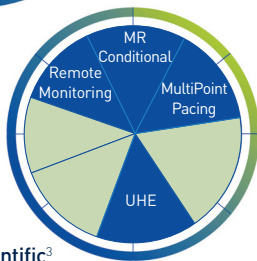 MR
Conditional
Remote
Monitoring
MultiPoint
Pacing
UHE
ntific³